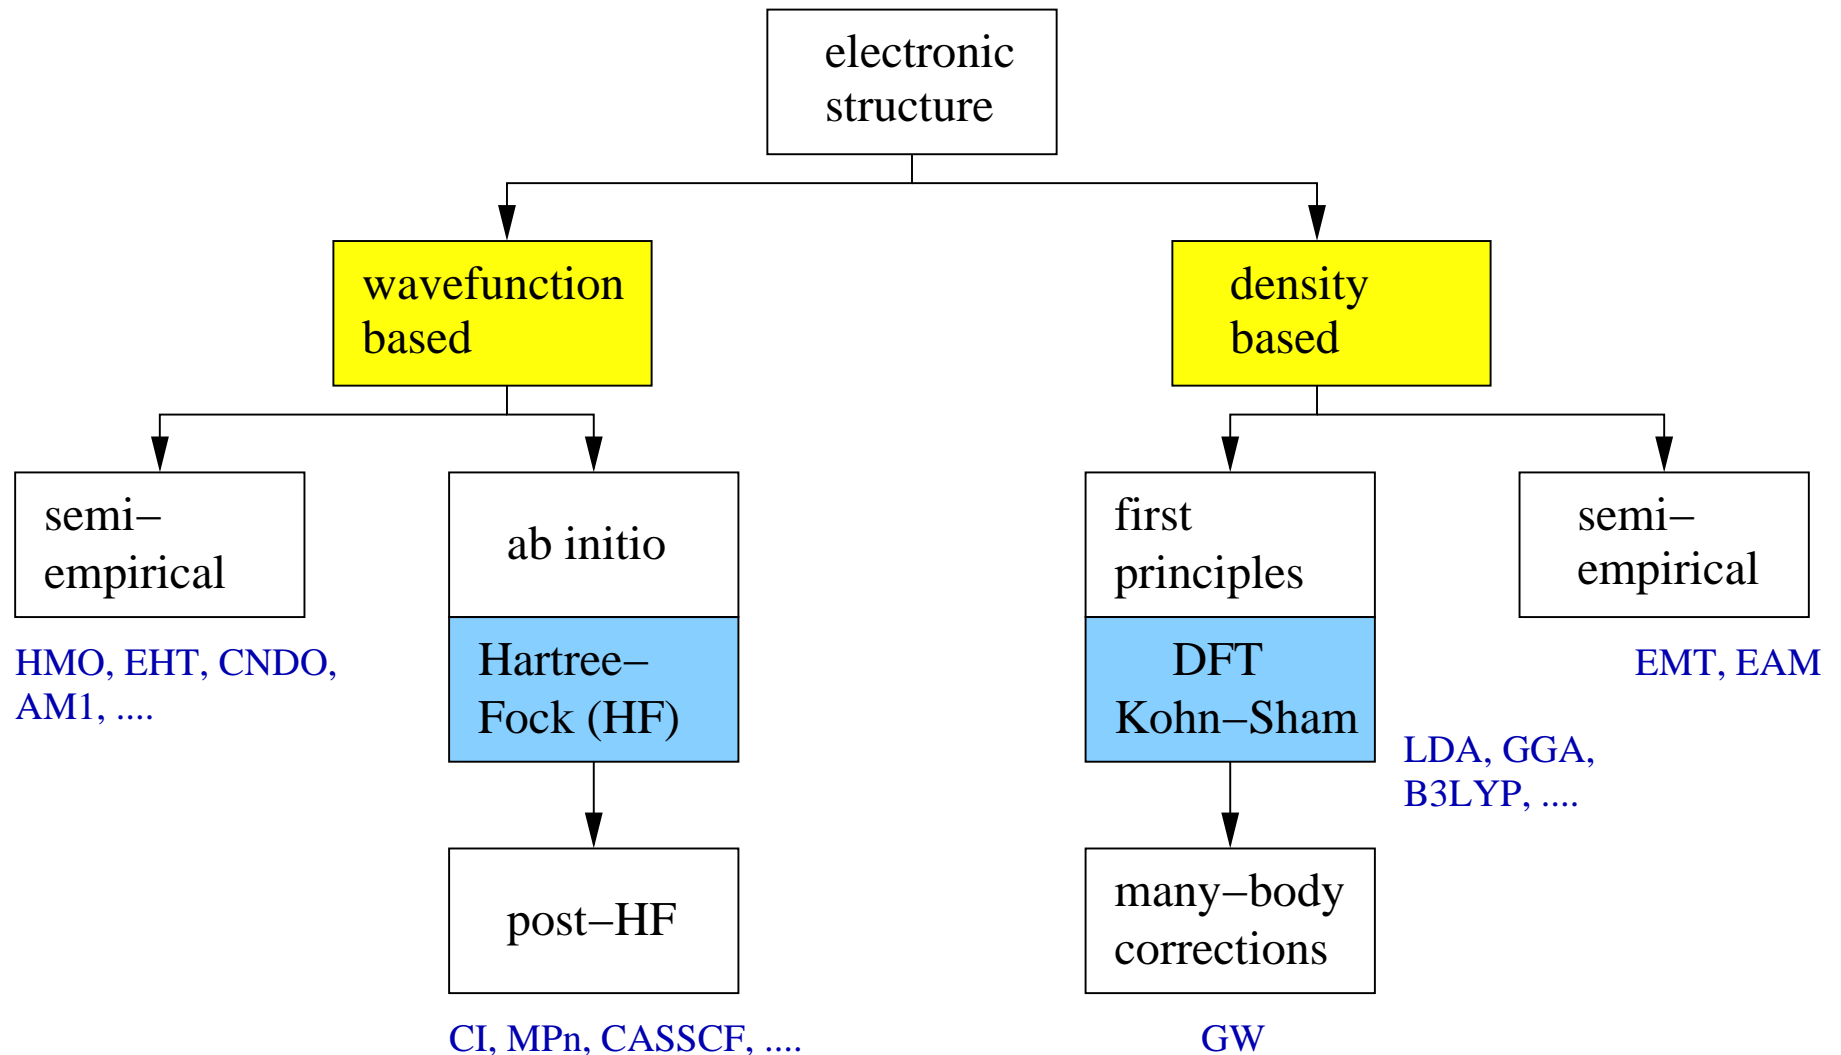 electronic
structure
wavefunction
based
density
based
semi−
empirical
ab initio
first
principles
semi−
empirical
HMO, EHT, CNDO,
AM1, ....
Hartree−
Fock (HF)
DFT
Kohn−Sham
EMT, EAM
LDA, GGA,
B3LYP, ....
post−HF
many−body
corrections
CI, MPn, CASSCF, ....
GW